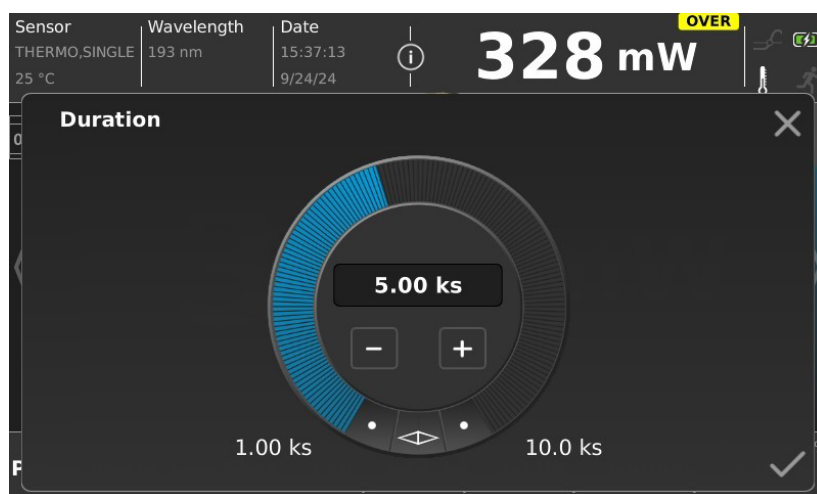 Sensor
THERMO,SINGLE
25 °C
Wavelength
193 nm
Date
15:37:13
9/24/24
i
328 mW
OVER
Duration
5.00 ks
− +
1.00 ks
10.0 ks